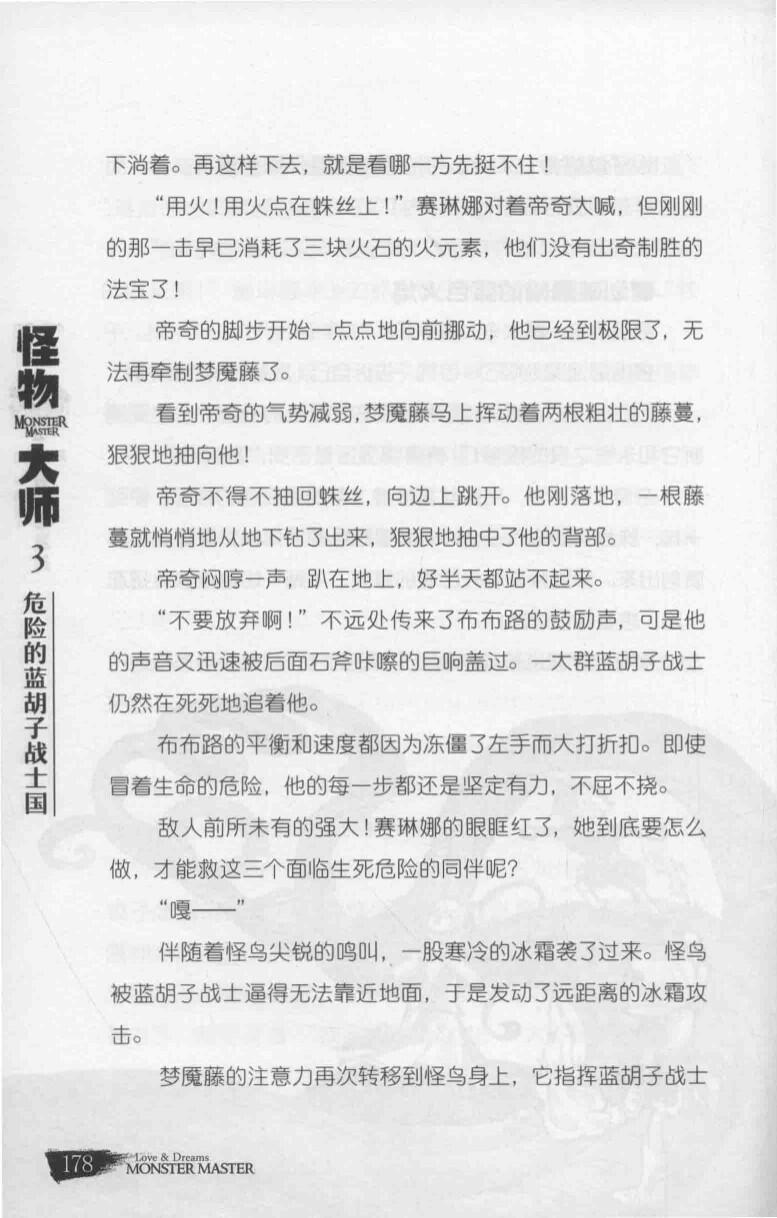 下淌着。再这样下去，就是看哪一方先挺不住！
“用火！用火点在蛛丝上！”赛琳娜对着帝奇大喊，但刚刚
的那一击早已消耗了三块火石的火元素，他们没有出奇制胜的
法宝了！
帝奇的脚步开始一点点地向前挪动，他已经到极限了，无
法再牵制梦魇藤了。
看到帝奇的气势减弱，梦魇藤马上挥动着两根粗壮的藤蔓，
狠狠地抽向他！
帝奇不得不抽回蛛丝，向边上跳开。他刚落地，一根藤
蔓就悄悄地从地下钻了出来，狠狠地抽中了他的背部。
帝奇闷哼一声，趴在地上，好半天都站不起来。
“不要放弃啊！”不远处传来了布布路的鼓励声，可是他
的声音又迅速被后面石斧咔嚓的巨响盖过。一大群蓝胡子战士
仍然在死死地追着他。
布布路的平衡和速度都因为冻僵了左手而大打折扣。即使
冒着生命的危险，他的每一步都还是坚定有力，不屈不挠。
敌人前所未有的强大！赛琳娜的眼眶红了，她到底要怎么
做，才能救这三个面临生死危险的同伴呢？
“嘎——”
伴随着怪鸟尖锐的鸣叫，一股寒冷的冰霜袭了过来。怪鸟
被蓝胡子战士逼得无法靠近地面，于是发动了远距离的冰霜攻
击。
梦魇藤的注意力再次转移到怪鸟身上，它指挥蓝胡子战士
怪物
MONSTER
MASTER
大师
3
危险的蓝胡子战士国
178
Love & Dreams
MONSTER MASTER